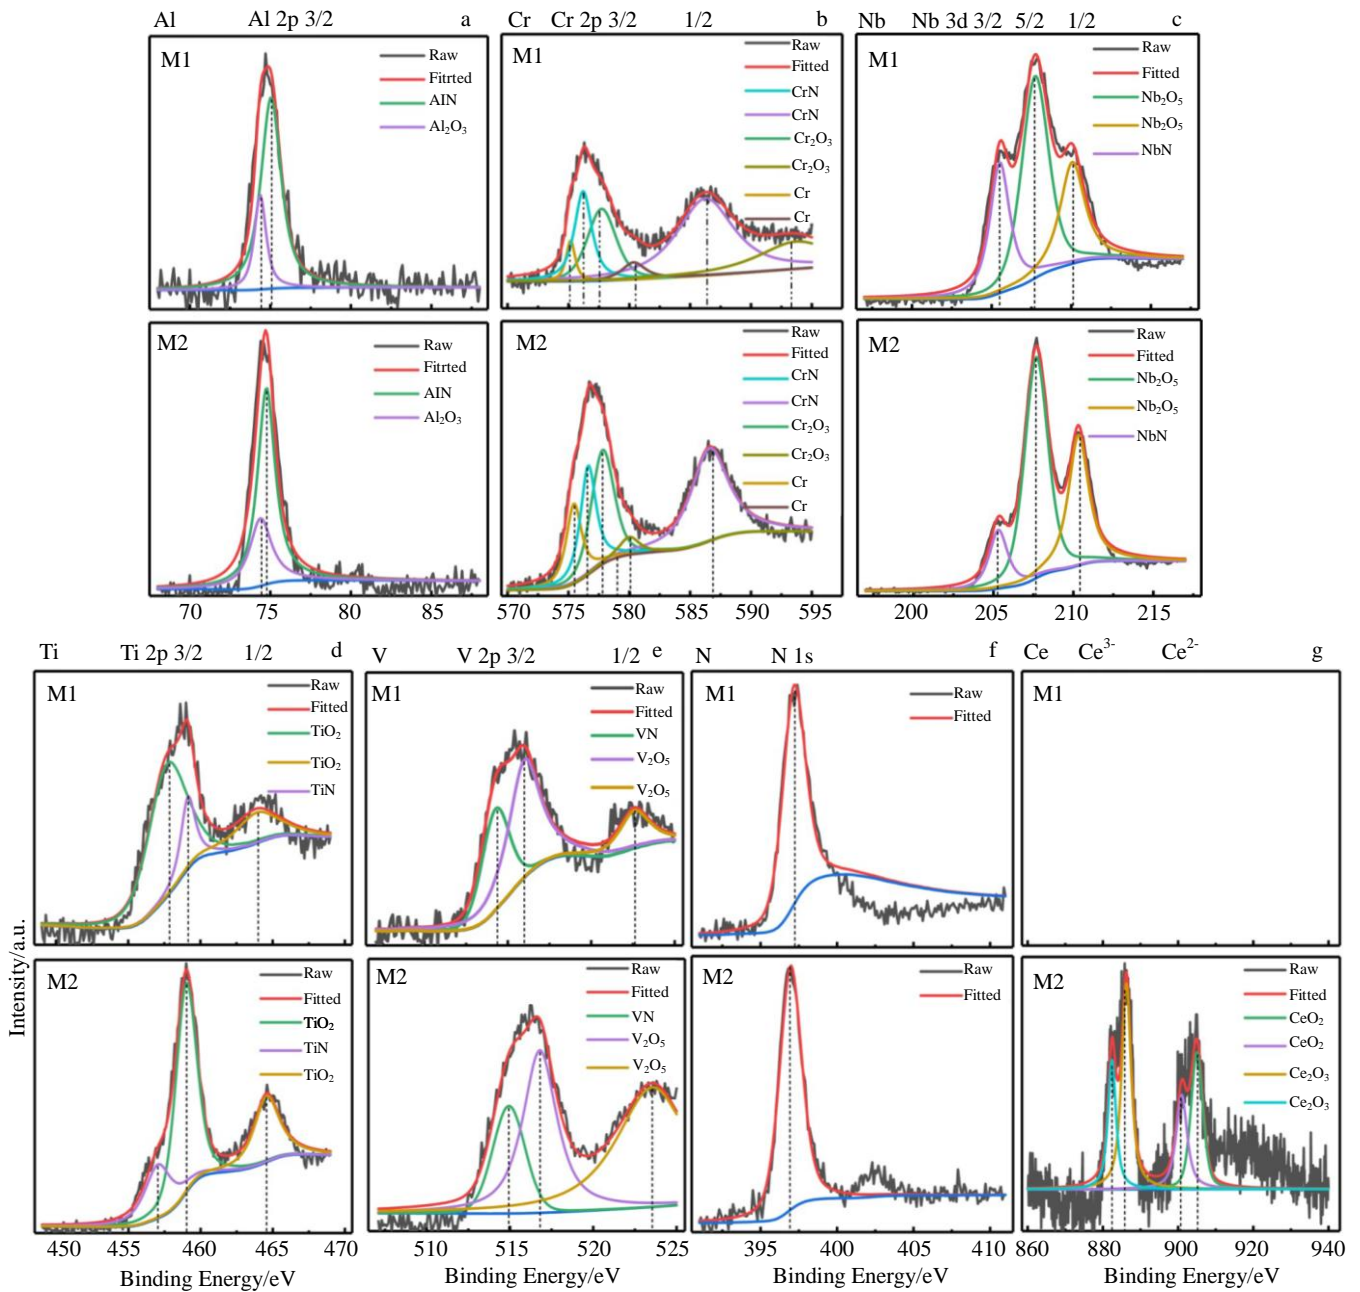 Al Al 2p 3/2 a
M1
Raw
Fitrted
AlN
Al₂O₃
Cr Cr 2p 3/2 1/2 b
M1
Raw
Fitted
CrN
CrN
Cr₂O₃
Cr₂O₃
Cr
Cr
Nb Nb 3d 3/2 5/2 1/2 c
M1
Raw
Fitted
Nb₂O₅
Nb₂O₅
NbN
M2
Raw
Fitrted
AlN
Al₂O₃
70 75 80 85
M2
Raw
Fitted
CrN
CrN
Cr₂O₃
Cr₂O₃
Cr
Cr
570 575 580 585 590 595
M2
Raw
Fitted
Nb₂O₅
Nb₂O₅
NbN
200 205 210 215
Ti Ti 2p 3/2 1/2 d
M1
Raw
Fitted
TiO₂
TiO₂
TiN
V V 2p 3/2 1/2 e
M1
Raw
Fitted
VN
V₂O₅
V₂O₅
N N 1s f
M1
Raw
Fitted
Ce Ce³⁻ Ce²⁻ g
M1
Intensity/a.u.
M2
Raw
Fitted
TiO₂
TiN
TiO₂
450 455 460 465 470
Binding Energy/eV
M2
Raw
Fitted
VN
V₂O₅
V₂O₅
510 515 520 525
Binding Energy/eV
M2
Raw
Fitted
395 400 405 410
Binding Energy/eV
M2
Raw
Fitted
CeO₂
CeO₂
Ce₂O₃
Ce₂O₃
860 880 900 920 940
Binding Energy/eV